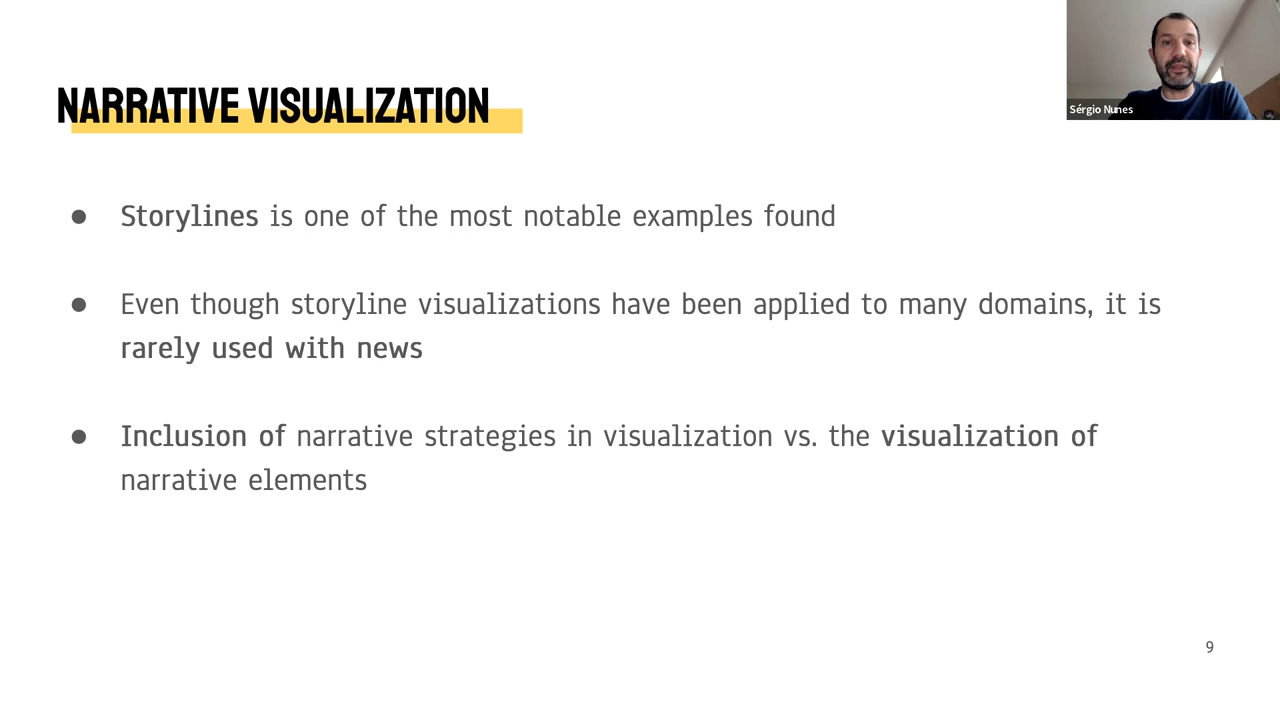 NARRATIVE VISUALIZATION
Sérgio Nunes
● Storylines is one of the most notable examples found
● Even though storyline visualizations have been applied to many domains, it is
rarely used with news
● Inclusion of narrative strategies in visualization vs. the visualization of
narrative elements
9